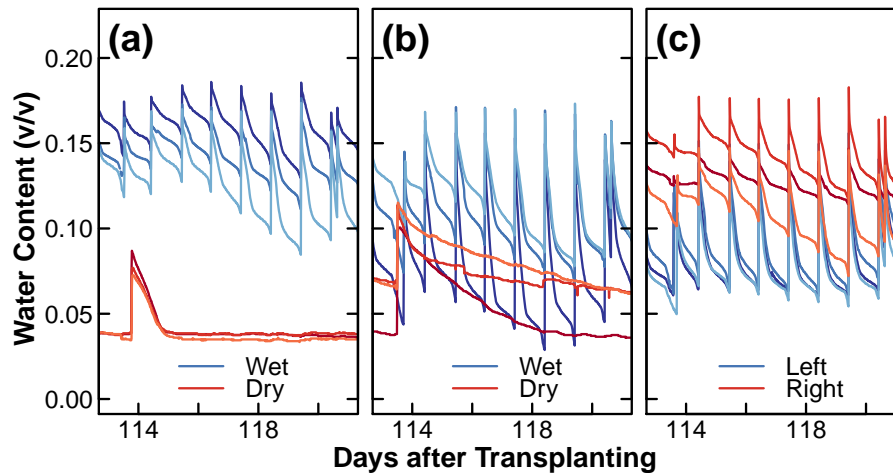 (a) (b) (c)
Water Content (v/v)
0.20
0.15
0.10
0.05
0.00
Wet
Dry
Wet
Dry
Left
Right
114 118 114 118 114 118
Days after Transplanting